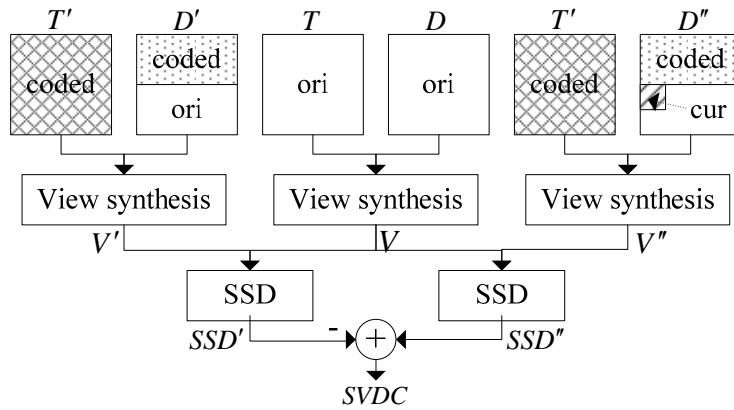 T′ D′ T D T′ D″
coded coded ori ori coded coded
ori cur
View synthesis View synthesis View synthesis
V′ V V″
SSD SSD
SSD′ - + SSD″
SVDC